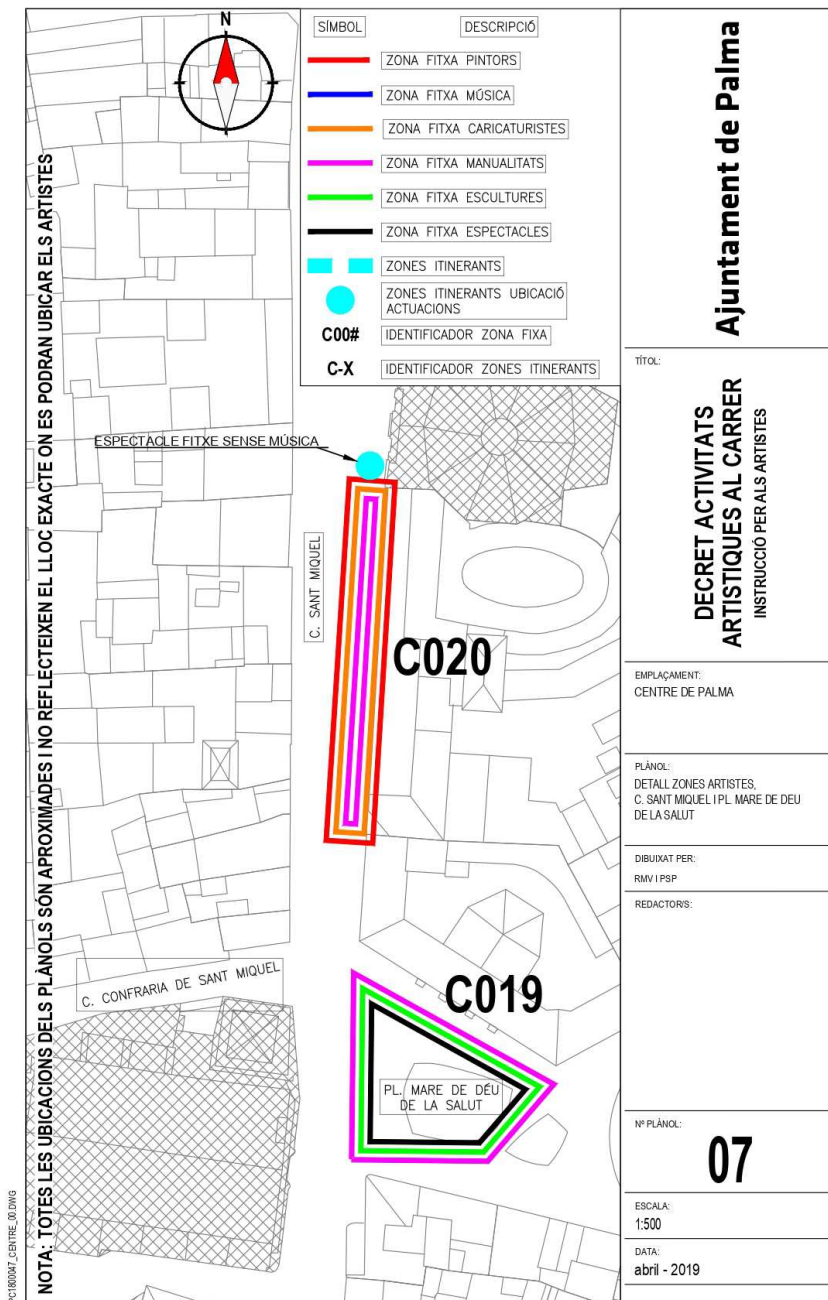 N
SÍMBOL DESCRIPCIÓ
ZONA FITXA PINTORS
ZONA FITXA MÚSICA
ZONA FITXA CARICATURISTES
ZONA FITXA MANUALITATS
ZONA FITXA ESCULTURES
ZONA FITXA ESPECTACLES
ZONES ITINERANTS
ZONES ITINERANTS UBICACIÓ
ACTUACIONS
C00# IDENTIFICADOR ZONA FIXA
C-X IDENTIFICADOR ZONES ITINERANTS
NOTA: TOTES LES UBICACIONS DELS PLÀNOLS SÓN APROXIMADES I NO REFLECTEIXEN EL LLOC EXACTE ON ES PODRAN UBICAR ELS ARTISTES
ESPECTACLE FITXE SENSE MÚSICA
C. SANT MIQUEL
C020
C. CONFRARIA DE SANT MIQUEL
C019
PL. MARE DE DÉU
DE LA SALUT
PC1800047_CENTRE_00.DWG
Ajuntament de Palma
TÍTOL:
DECRET ACTIVITATS
ARTISTIQUES AL CARRER
INSTRUCCIÓ PER ALS ARTISTES
EMPLAÇAMENT:
CENTRE DE PALMA
PLÀNOL:
DETALL ZONES ARTISTES,
C. SANT MIQUEL I PL. MARE DE DEU
DE LA SALUT
DIBUIXAT PER:
RMV I PSP
REDACTOR/S:
Nº PLÀNOL:
07
ESCALA:
1:500
DATA:
abril - 2019